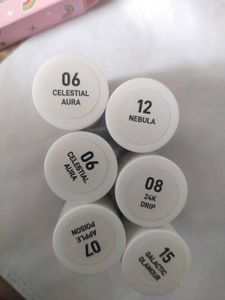 06
CELESTIAL
AURA
12
NEBULA
06
CELESTIAL
AURA
08
24K
DRIP
07
APPLE
POISON
15
GALACTIC
GLAMOUR